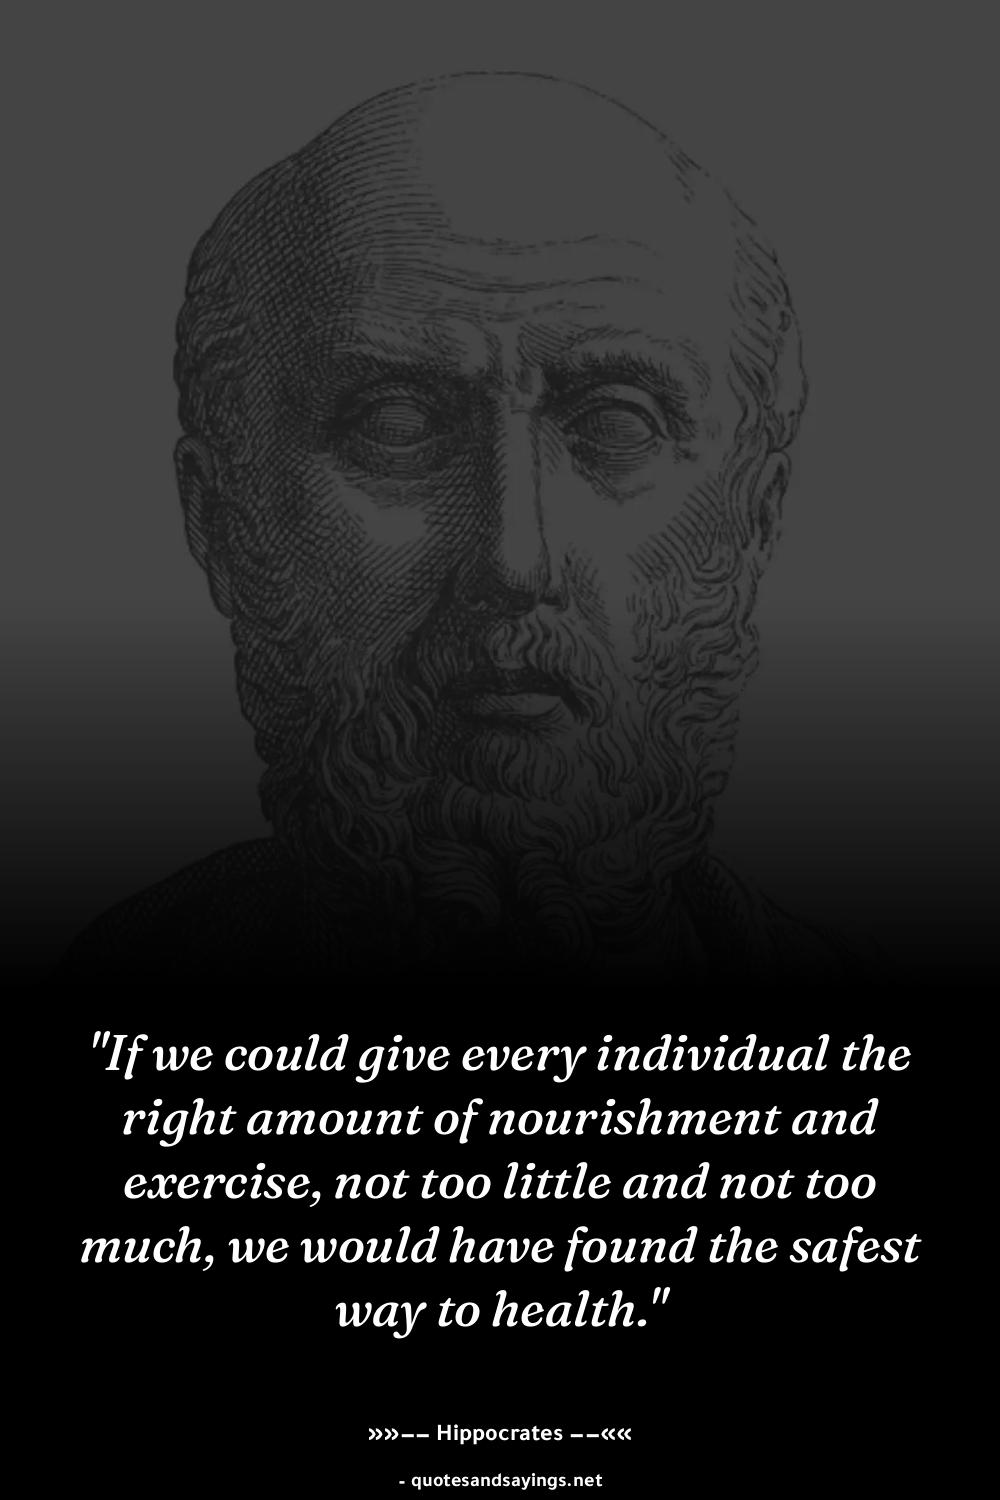 "If we could give every individual the
right amount of nourishment and
exercise, not too little and not too
much, we would have found the safest
way to health."
»»−− Hippocrates −−««
- quotesandsayings.net